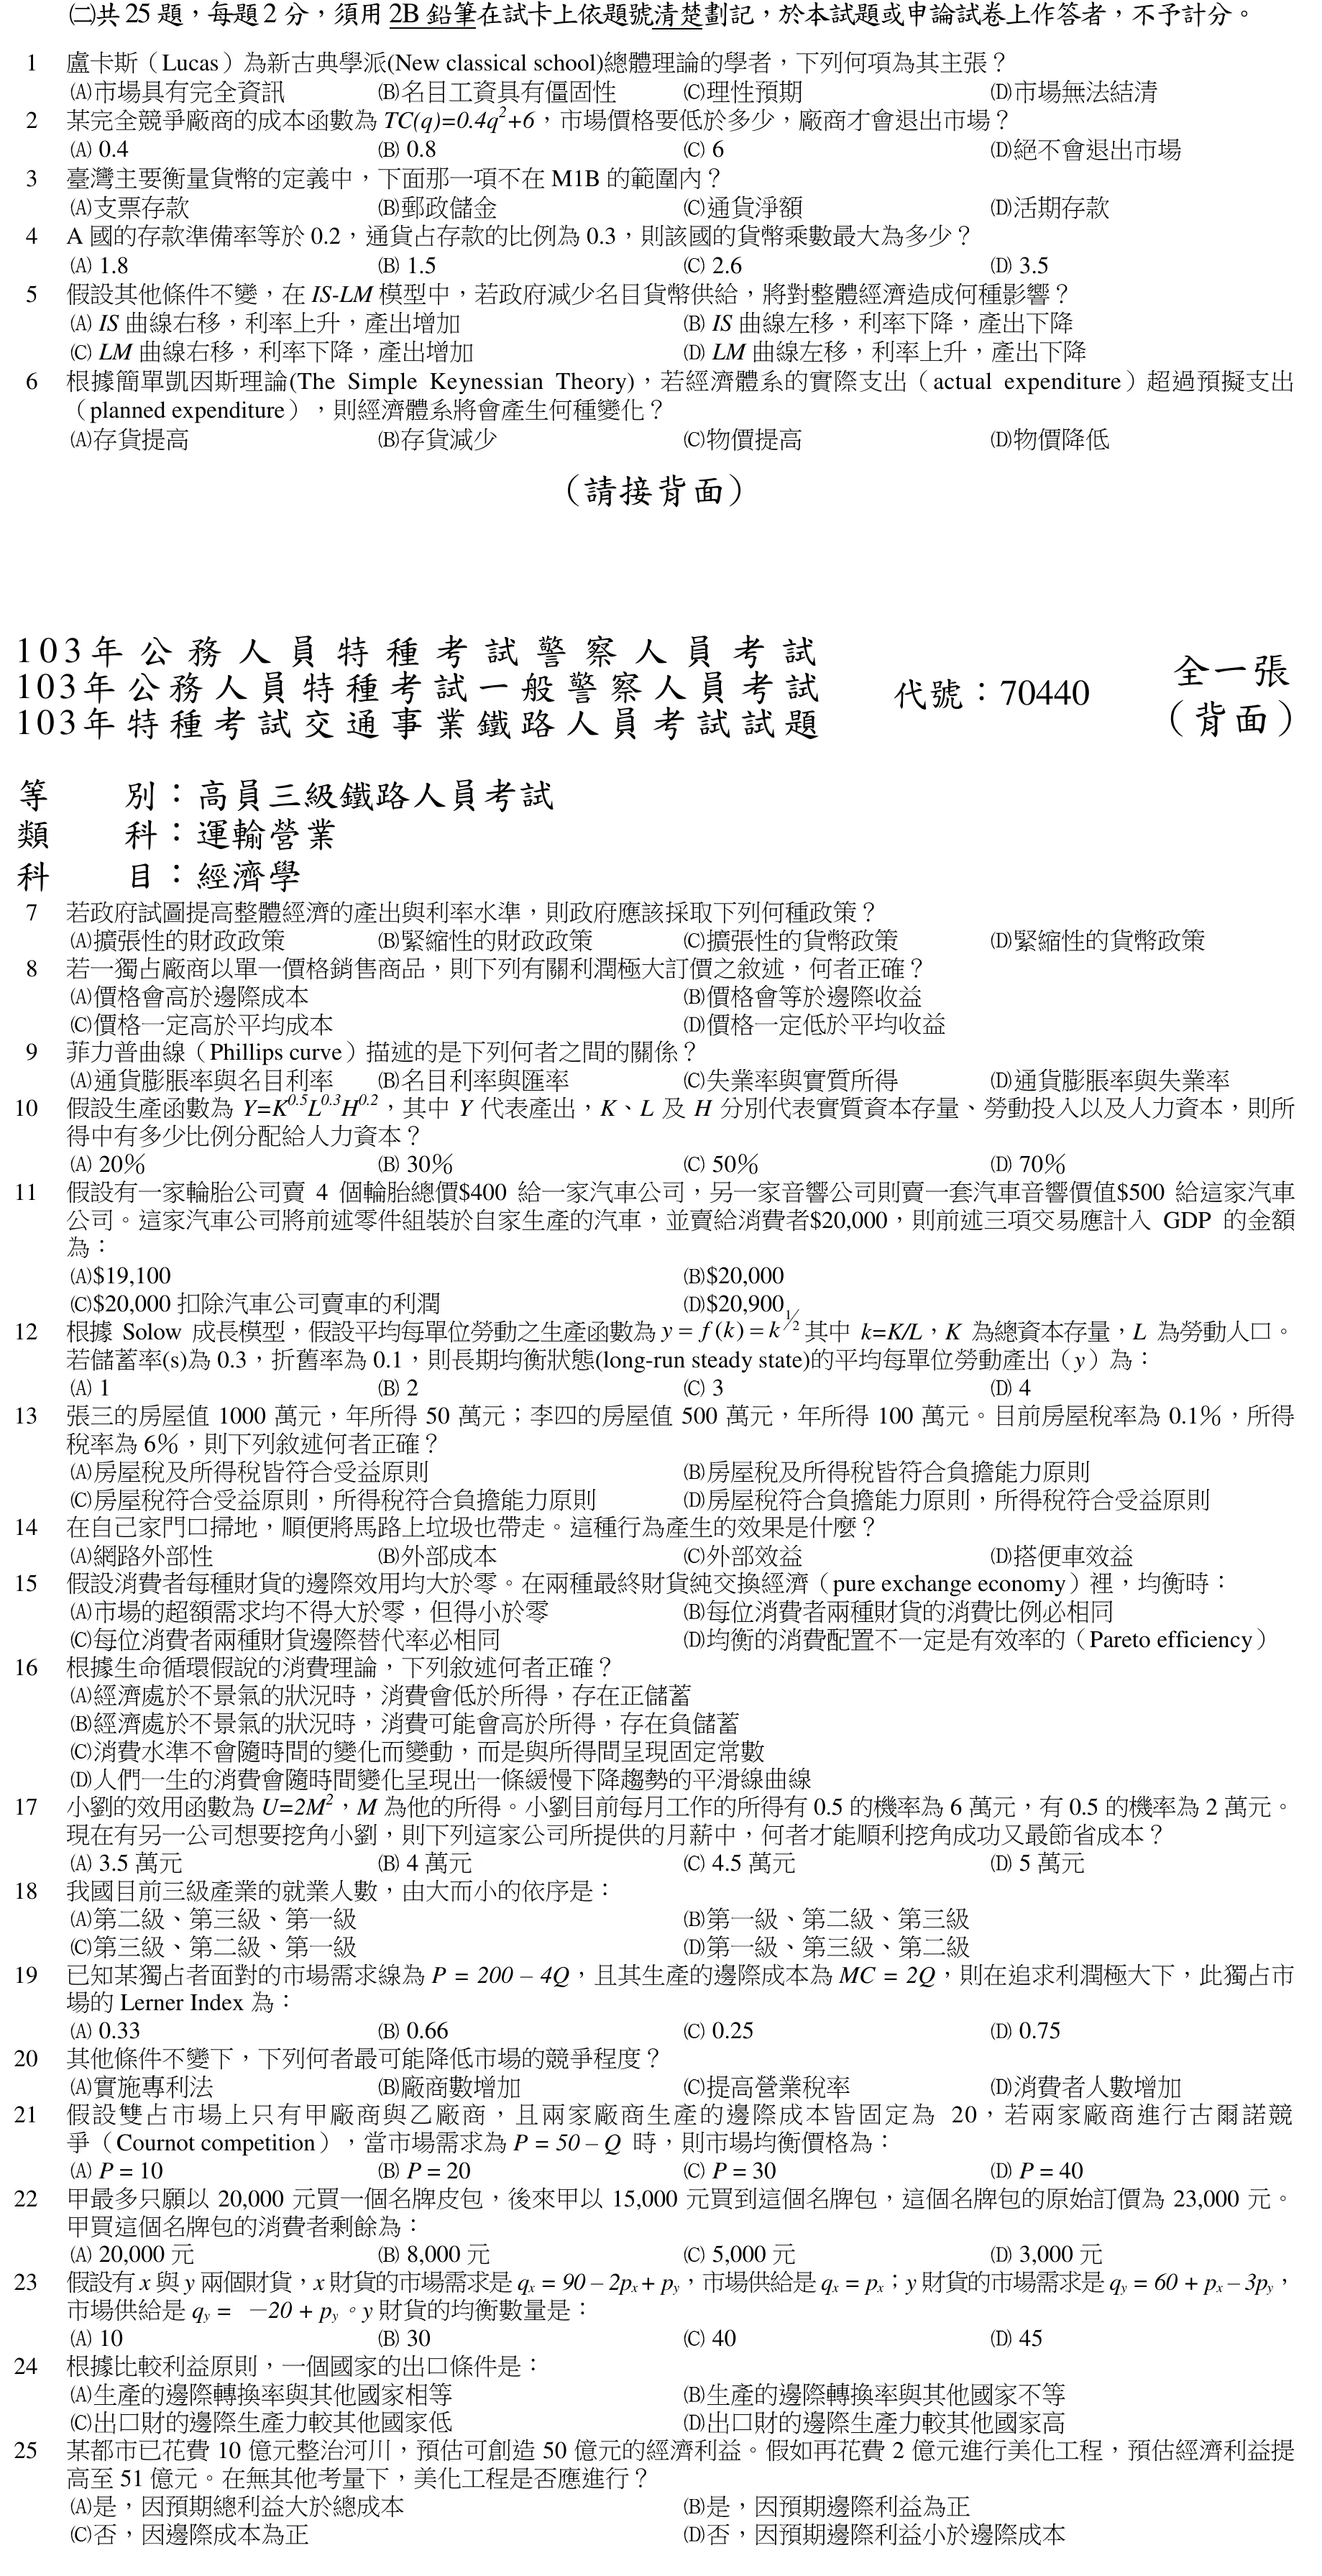 ㈡共 25 題，每題 2 分，須用 2B 鉛筆在試卡上依題號清楚劃記，於本試題或申論試卷上作答者，不予計分。
1 盧卡斯（Lucas）為新古典學派(New classical school)總體理論的學者，下列何項為其主張？
(A)市場具有完全資訊 (B)名目工資具有僵固性 (C)理性預期 (D)市場無法結清
2 某完全競爭廠商的成本函數為 TC(q)=0.4q²+6，市場價格要低於多少，廠商才會退出市場？
(A) 0.4 (B) 0.8 (C) 6 (D)絕不會退出市場
3 臺灣主要衡量貨幣的定義中，下面那一項不在 M1B 的範圍內？
(A)支票存款 (B)郵政儲金 (C)通貨淨額 (D)活期存款
4 A 國的存款準備率等於 0.2，通貨占存款的比例為 0.3，則該國的貨幣乘數最大為多少？
(A) 1.8 (B) 1.5 (C) 2.6 (D) 3.5
5 假設其他條件不變，在 IS-LM 模型中，若政府減少名目貨幣供給，將對整體經濟造成何種影響？
(A) IS 曲線右移，利率上升，產出增加 (B) IS 曲線左移，利率下降，產出下降
(C) LM 曲線右移，利率下降，產出增加 (D) LM 曲線左移，利率上升，產出下降
6 根據簡單凱因斯理論(The Simple Keynessian Theory)，若經濟體系的實際支出（actual expenditure）超過預擬支出
（planned expenditure），則經濟體系將會產生何種變化？
(A)存貨提高 (B)存貨減少 (C)物價提高 (D)物價降低
（請接背面）
103年公務人員特種考試警察人員考試
103年公務人員特種考試一般警察人員考試
103年特種考試交通事業鐵路人員考試試題
代號：70440
全一張
（背面）
等 別：高員三級鐵路人員考試
類 科：運輸營業
科 目：經濟學
7 若政府試圖提高整體經濟的產出與利率水準，則政府應該採取下列何種政策？
(A)擴張性的財政政策 (B)緊縮性的財政政策 (C)擴張性的貨幣政策 (D)緊縮性的貨幣政策
8 若一獨占廠商以單一價格銷售商品，則下列有關利潤極大訂價之敘述，何者正確？
(A)價格會高於邊際成本 (B)價格會等於邊際收益
(C)價格一定高於平均成本 (D)價格一定低於平均收益
9 菲力普曲線（Phillips curve）描述的是下列何者之間的關係？
(A)通貨膨脹率與名目利率 (B)名目利率與匯率 (C)失業率與實質所得 (D)通貨膨脹率與失業率
10 假設生產函數為 Y=K^0.5L^0.3H^0.2，其中 Y 代表產出，K、L 及 H 分別代表實質資本存量、勞動投入以及人力資本，則所
得中有多少比例分配給人力資本？
(A) 20% (B) 30% (C) 50% (D) 70%
11 假設有一家輪胎公司賣 4 個輪胎總價$400 給一家汽車公司，另一家音響公司則賣一套汽車音響價值$500 給這家汽車
公司。這家汽車公司將前述零件組裝於自家生產的汽車，並賣給消費者$20,000，則前述三項交易應計入 GDP 的金額
為：
(A)$19,100 (B)$20,000
(C)$20,000 扣除汽車公司賣車的利潤 (D)$20,900
12 根據 Solow 成長模型，假設平均每單位勞動之生產函數為 y = f (k) = k^1/2 其中 k=K/L，K 為總資本存量，L 為勞動人口。
若儲蓄率(s)為 0.3，折舊率為 0.1，則長期均衡狀態(long-run steady state)的平均每單位勞動產出（y）為：
(A) 1 (B) 2 (C) 3 (D) 4
13 張三的房屋值 1000 萬元，年所得 50 萬元；李四的房屋值 500 萬元，年所得 100 萬元。目前房屋稅率為 0.1%，所得
稅率為 6%，則下列敘述何者正確？
(A)房屋稅及所得稅皆符合受益原則 (B)房屋稅及所得稅皆符合負擔能力原則
(C)房屋稅符合受益原則，所得稅符合負擔能力原則 (D)房屋稅符合負擔能力原則，所得稅符合受益原則
14 在自己家門口掃地，順便將馬路上垃圾也帶走。這種行為產生的效果是什麼？
(A)網路外部性 (B)外部成本 (C)外部效益 (D)搭便車效益
15 假設消費者每種財貨的邊際效用均大於零。在兩種最終財貨純交換經濟（pure exchange economy）裡，均衡時：
(A)市場的超額需求均不得大於零，但得小於零 (B)每位消費者兩種財貨的消費比例必相同
(C)每位消費者兩種財貨邊際替代率必相同 (D)均衡的消費配置不一定是有效率的（Pareto efficiency）
16 根據生命循環假說的消費理論，下列敘述何者正確？
(A)經濟處於不景氣的狀況時，消費會低於所得，存在正儲蓄
(B)經濟處於不景氣的狀況時，消費可能會高於所得，存在負儲蓄
(C)消費水準不會隨時間的變化而變動，而是與所得間呈現固定常數
(D)人們一生的消費會隨時間變化呈現出一條緩慢下降趨勢的平滑線曲線
17 小劉的效用函數為 U=2M²，M 為他的所得。小劉目前每月工作的所得有 0.5 的機率為 6 萬元，有 0.5 的機率為 2 萬元。
現在有另一公司想要挖角小劉，則下列這家公司所提供的月薪中，何者才能順利挖角成功又最節省成本？
(A) 3.5 萬元 (B) 4 萬元 (C) 4.5 萬元 (D) 5 萬元
18 我國目前三級產業的就業人數，由大而小的依序是：
(A)第二級、第三級、第一級 (B)第一級、第二級、第三級
(C)第三級、第二級、第一級 (D)第一級、第三級、第二級
19 已知某獨占者面對的市場需求線為 P = 200 – 4Q，且其生產的邊際成本為 MC = 2Q，則在追求利潤極大下，此獨占市
場的 Lerner Index 為：
(A) 0.33 (B) 0.66 (C) 0.25 (D) 0.75
20 其他條件不變下，下列何者最可能降低市場的競爭程度？
(A)實施專利法 (B)廠商數增加 (C)提高營業稅率 (D)消費者人數增加
21 假設雙占市場上只有甲廠商與乙廠商，且兩家廠商生產的邊際成本皆固定為 20，若兩家廠商進行古爾諾競
爭（Cournot competition），當市場需求為 P = 50 – Q 時，則市場均衡價格為：
(A) P = 10 (B) P = 20 (C) P = 30 (D) P = 40
22 甲最多只願以 20,000 元買一個名牌皮包，後來甲以 15,000 元買到這個名牌包，這個名牌包的原始訂價為 23,000 元。
甲買這個名牌包的消費者剩餘為：
(A) 20,000 元 (B) 8,000 元 (C) 5,000 元 (D) 3,000 元
23 假設有 x 與 y 兩個財貨，x 財貨的市場需求是 qₓ = 90 – 2pₓ + p_y，市場供給是 qₓ = pₓ；y 財貨的市場需求是 q_y = 60 + pₓ – 3p_y，
市場供給是 q_y = －20 + p_y。y 財貨的均衡數量是：
(A) 10 (B) 30 (C) 40 (D) 45
24 根據比較利益原則，一個國家的出口條件是：
(A)生產的邊際轉換率與其他國家相等 (B)生產的邊際轉換率與其他國家不等
(C)出口財的邊際生產力較其他國家低 (D)出口財的邊際生產力較其他國家高
25 某都市已花費 10 億元整治河川，預估可創造 50 億元的經濟利益。假如再花費 2 億元進行美化工程，預估經濟利益提
高至 51 億元。在無其他考量下，美化工程是否應進行？
(A)是，因預期總利益大於總成本 (B)是，因預期邊際利益為正
(C)否，因邊際成本為正 (D)否，因預期邊際利益小於邊際成本